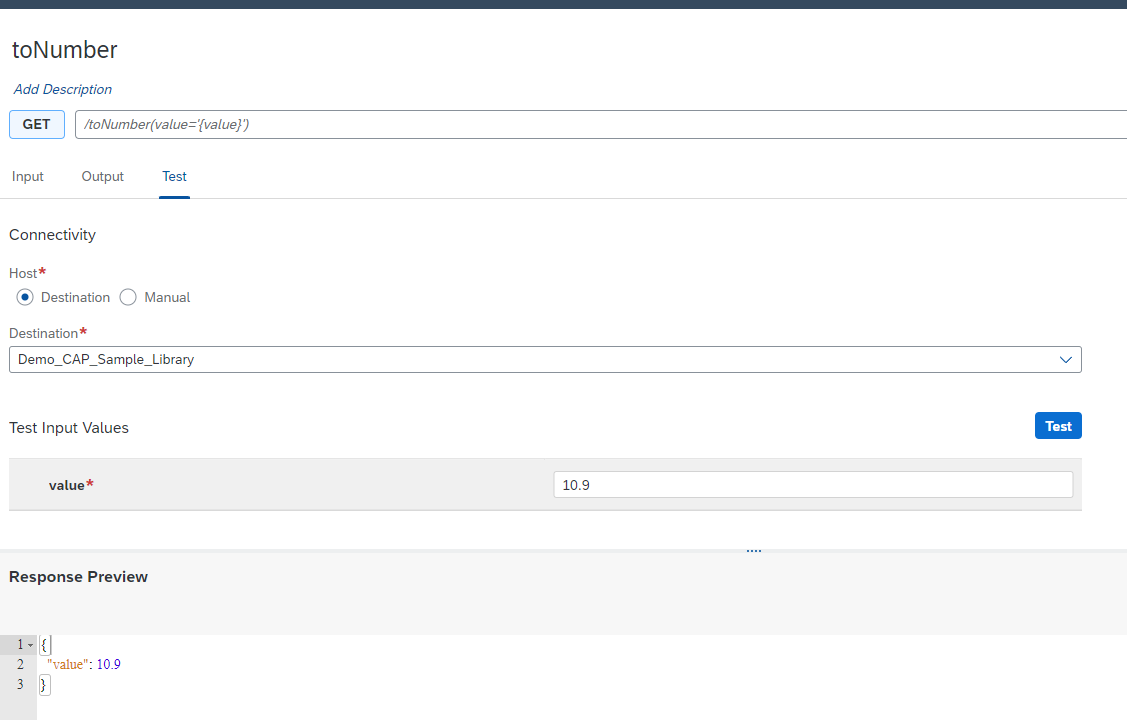 toNumber
Add Description
GET /toNumber(value='{value}')
Input Output Test
Connectivity
Host*
Destination Manual
Destination*
Demo_CAP_Sample_Library
Test Input Values Test
value* 10.9
Response Preview
1 {
2 "value": 10.9
3 }